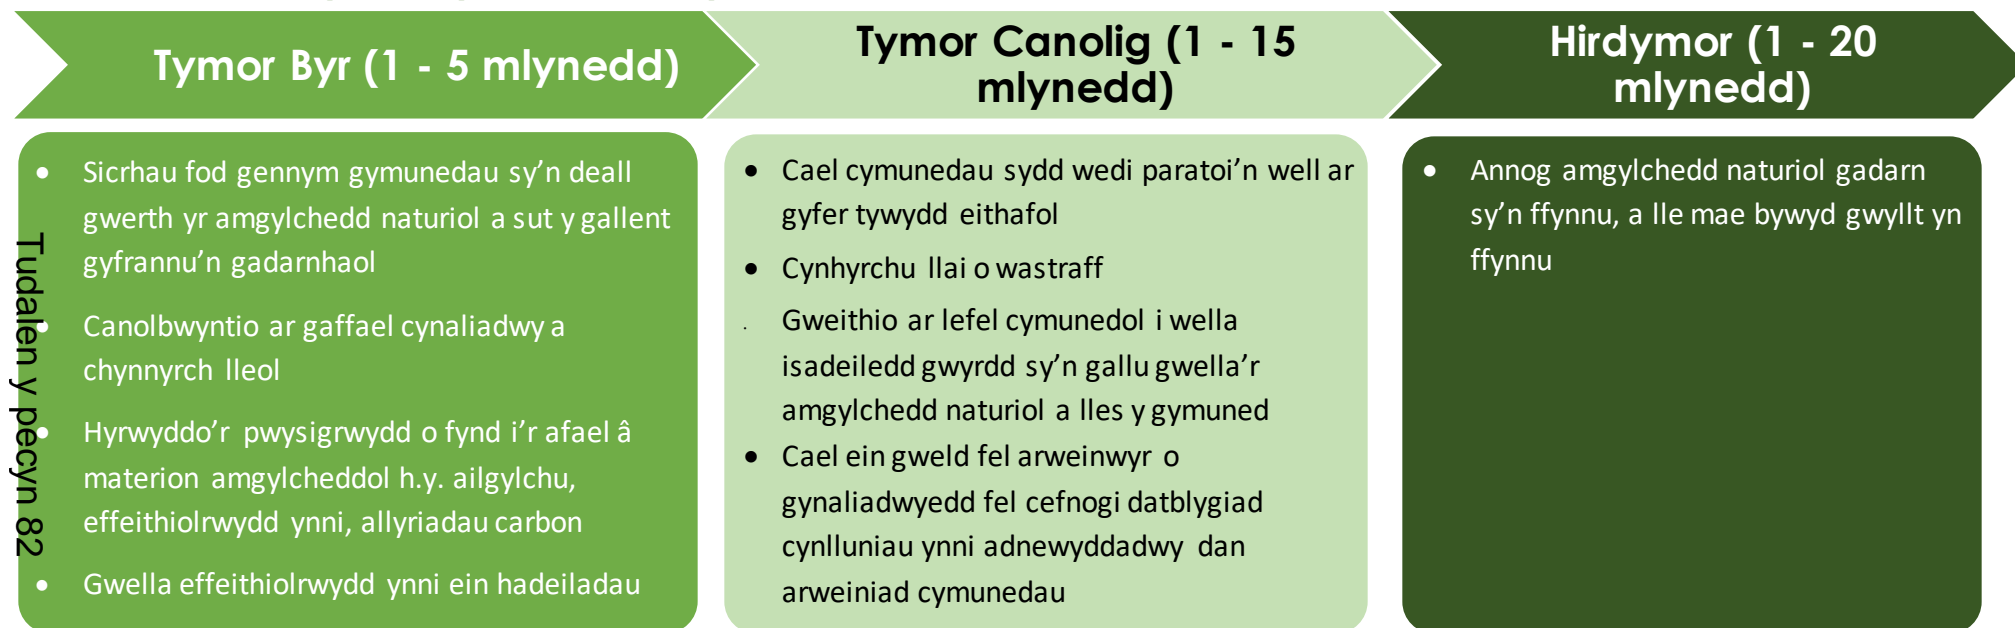 Tymor Byr (1 - 5 mlynedd)
Sicrhau fod gennym gymunedau sy’n deall
gwerth yr amgylchedd naturiol a sut y gallent
gyfrannu’n gadarnhaol
Canolbwyntio ar gaffael cynaliadwy a
chynnyrch lleol
Hyrwyddo’r pwysigrwydd o fynd i’r afael â
materion amgylcheddol h.y. ailgylchu,
effeithiolrwydd ynni, allyriadau carbon
Gwella effeithiolrwydd ynni ein hadeiladau
Tymor Canolig (1 - 15
mlynedd)
Cael cymunedau sydd wedi paratoi’n well ar
gyfer tywydd eithafol
Cynhyrchu llai o wastraff
Gweithio ar lefel cymunedol i wella
isadeiledd gwyrdd sy’n gallu gwella’r
amgylchedd naturiol a lles y gymuned
Cael ein gweld fel arweinwyr o
gynaliadwyedd fel cefnogi datblygiad
cynlluniau ynni adnewyddadwy dan
arweiniad cymunedau
Hirdymor (1 - 20
mlynedd)
Annog amgylchedd naturiol gadarn
sy’n ffynnu, a lle mae bywyd gwyllt yn
ffynnu
Tudalen y pecyn 82